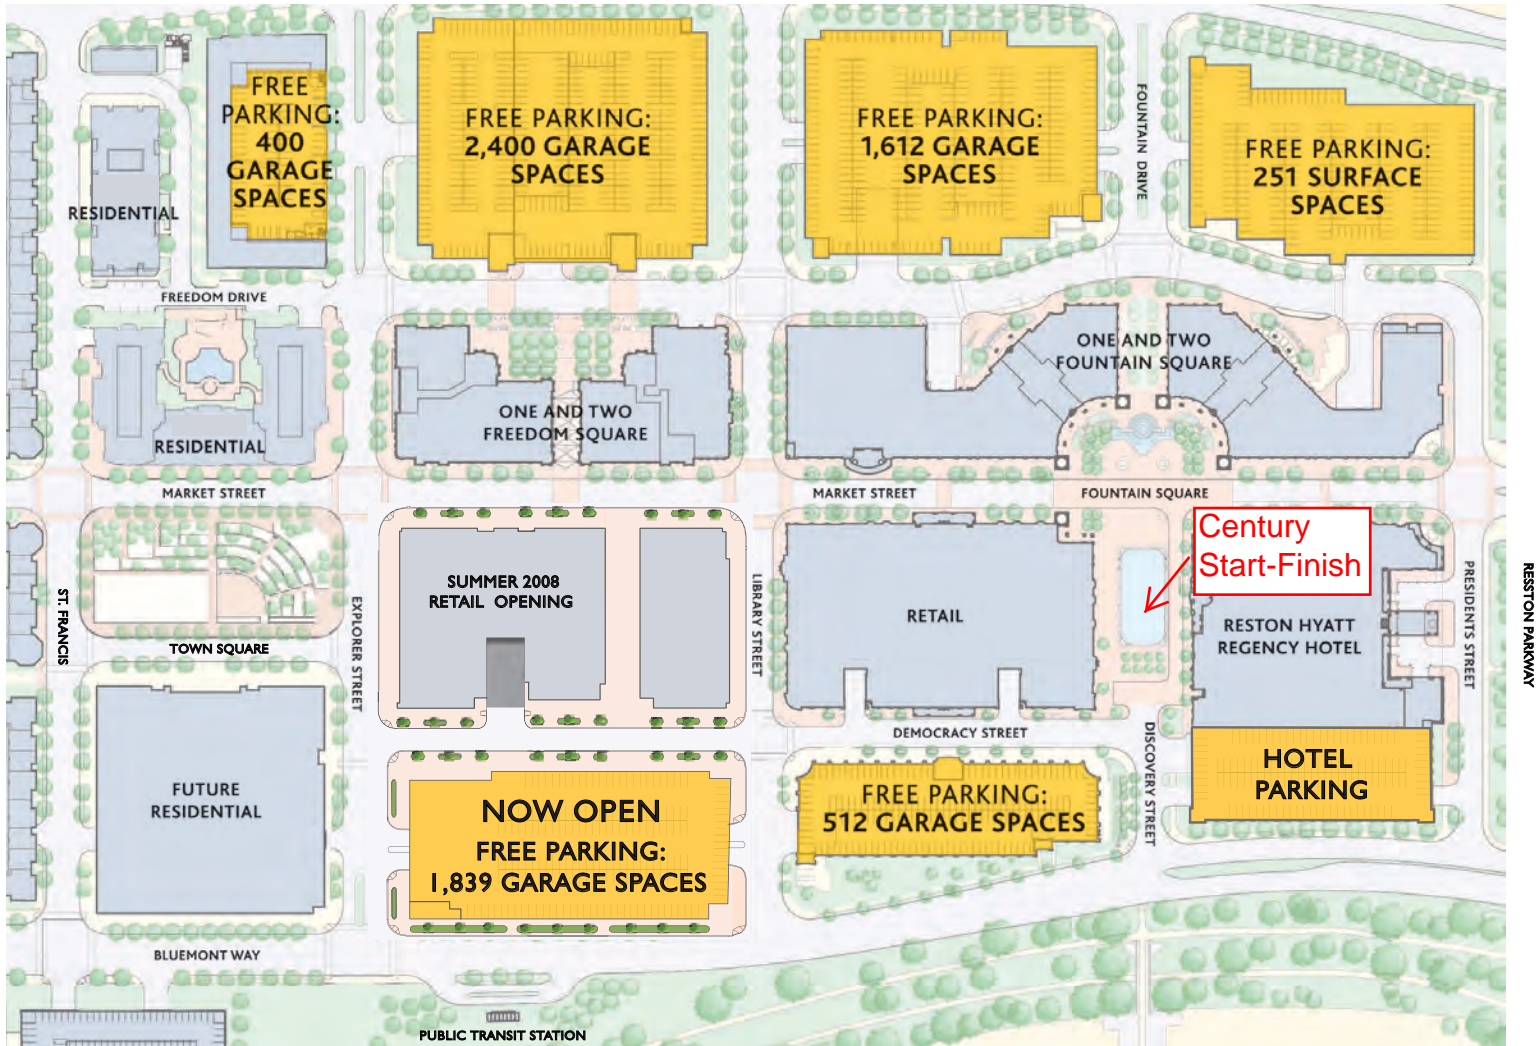 FREE
PARKING:
400
GARAGE
SPACES
FREE PARKING:
2,400 GARAGE
SPACES
FREE PARKING:
1,612 GARAGE
SPACES
FOUNTAIN DRIVE
FREE PARKING:
251 SURFACE
SPACES
RESIDENTIAL
FREEDOM DRIVE
ONE AND TWO
FOUNTAIN SQUARE
ONE AND TWO
FREEDOM SQUARE
RESIDENTIAL
MARKET STREET
MARKET STREET
FOUNTAIN SQUARE
Century
Start-Finish
SUMMER 2008
RETAIL OPENING
RETAIL
RESTON HYATT
REGENCY HOTEL
ST. FRANCIS
EXPLORER STREET
LIBRARY STREET
PRESIDENTS STREET
RESSTON PARKWAY
TOWN SQUARE
DEMOCRACY STREET
DISCOVERY STREET
HOTEL
PARKING
FUTURE
RESIDENTIAL
NOW OPEN
FREE PARKING:
1,839 GARAGE SPACES
FREE PARKING:
512 GARAGE SPACES
BLUEMONT WAY
PUBLIC TRANSIT STATION